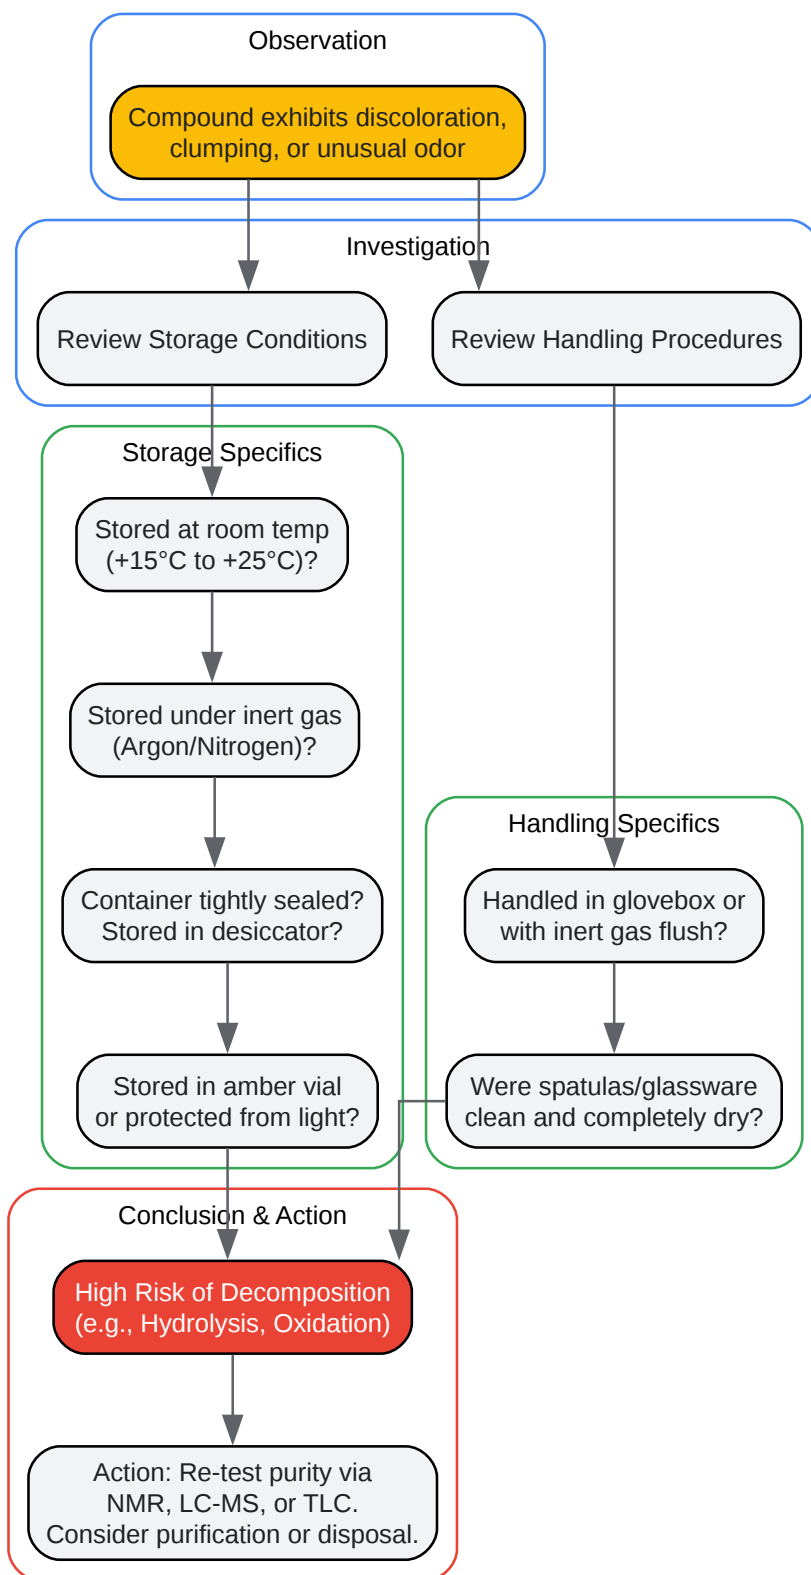 Observation
Compound exhibits discoloration,
clumping, or unusual odor
Investigation
Review Storage Conditions
Review Handling Procedures
Storage Specifics
Stored at room temp
(+15°C to +25°C)?
Stored under inert gas
(Argon/Nitrogen)?
Container tightly sealed?
Stored in desiccator?
Stored in amber vial
or protected from light?
Handling Specifics
Handled in glovebox or
with inert gas flush?
Were spatulas/glassware
clean and completely dry?
Conclusion & Action
High Risk of Decomposition
(e.g., Hydrolysis, Oxidation)
Action: Re-test purity via
NMR, LC-MS, or TLC.
Consider purification or disposal.